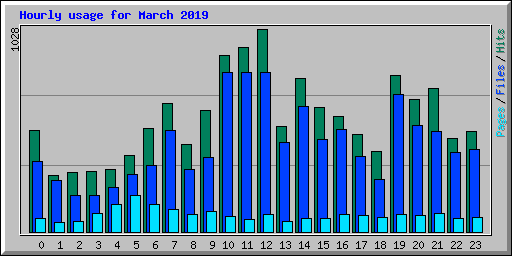 Hourly usage for March 2019
1028
Pages/Files/Hits
0 1 2 3 4 5 6 7 8 9 10 11 12 13 14 15 16 17 18 19 20 21 22 23